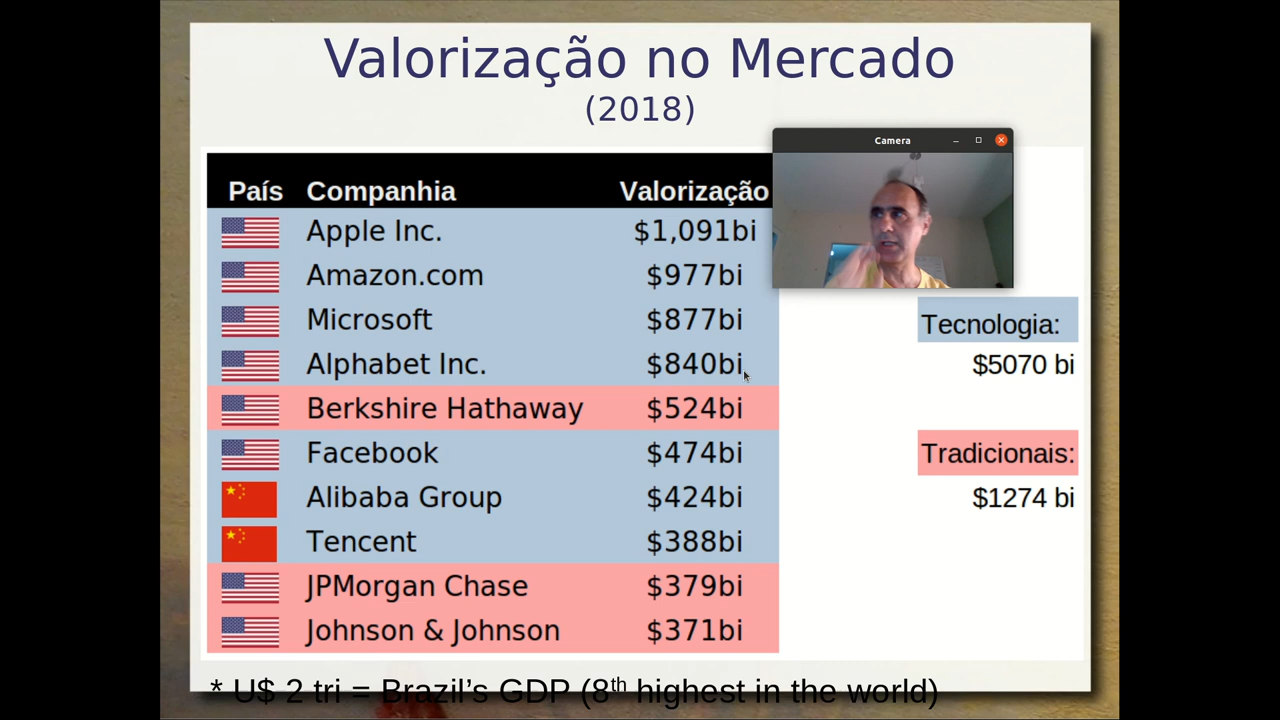 Valorização no Mercado
(2018)
Camera
País Companhia Valorização
Apple Inc. $1,091bi
Amazon.com $977bi
Microsoft $877bi
Tecnologia:
Alphabet Inc. $840bi
$5070 bi
Berkshire Hathaway $524bi
Facebook $474bi
Tradicionais:
Alibaba Group $424bi
$1274 bi
Tencent $388bi
JPMorgan Chase $379bi
Johnson & Johnson $371bi
* U$ 2 tri = Brazil’s GDP (8th highest in the world)